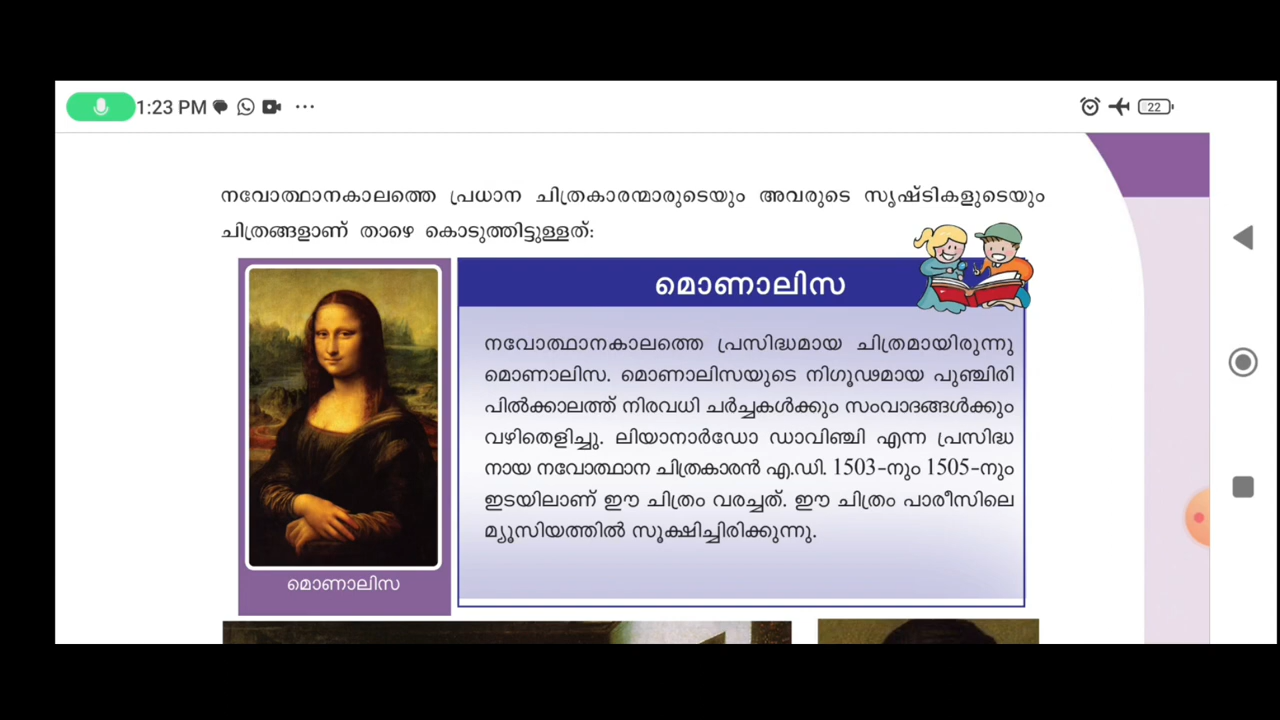 1:23 PM
22
നവോത്ഥാനകാലത്തെ പ്രധാന ചിത്രകാരന്മാരുടെയും അവരുടെ സൃഷ്ടികളുടെയും
ചിത്രങ്ങളാണ് താഴെ കൊടുത്തിട്ടുള്ളത്:
മൊണാലിസ
നവോത്ഥാനകാലത്തെ പ്രസിദ്ധമായ ചിത്രമായിരുന്നു
മൊണാലിസ. മൊണാലിസയുടെ നിഗൂഢമായ പുഞ്ചിരി
പിൽക്കാലത്ത് നിരവധി ചർച്ചകൾക്കും സംവാദങ്ങൾക്കും
വഴിതെളിച്ചു. ലിയാനാർഡോ ഡാവിഞ്ചി എന്ന പ്രസിദ്ധ
നായ നവോത്ഥാന ചിത്രകാരൻ എ.ഡി. 1503-നും 1505-നും
ഇടയിലാണ് ഈ ചിത്രം വരച്ചത്. ഈ ചിത്രം പാരീസിലെ
മ്യൂസിയത്തിൽ സൂക്ഷിച്ചിരിക്കുന്നു.
മൊണാലിസ